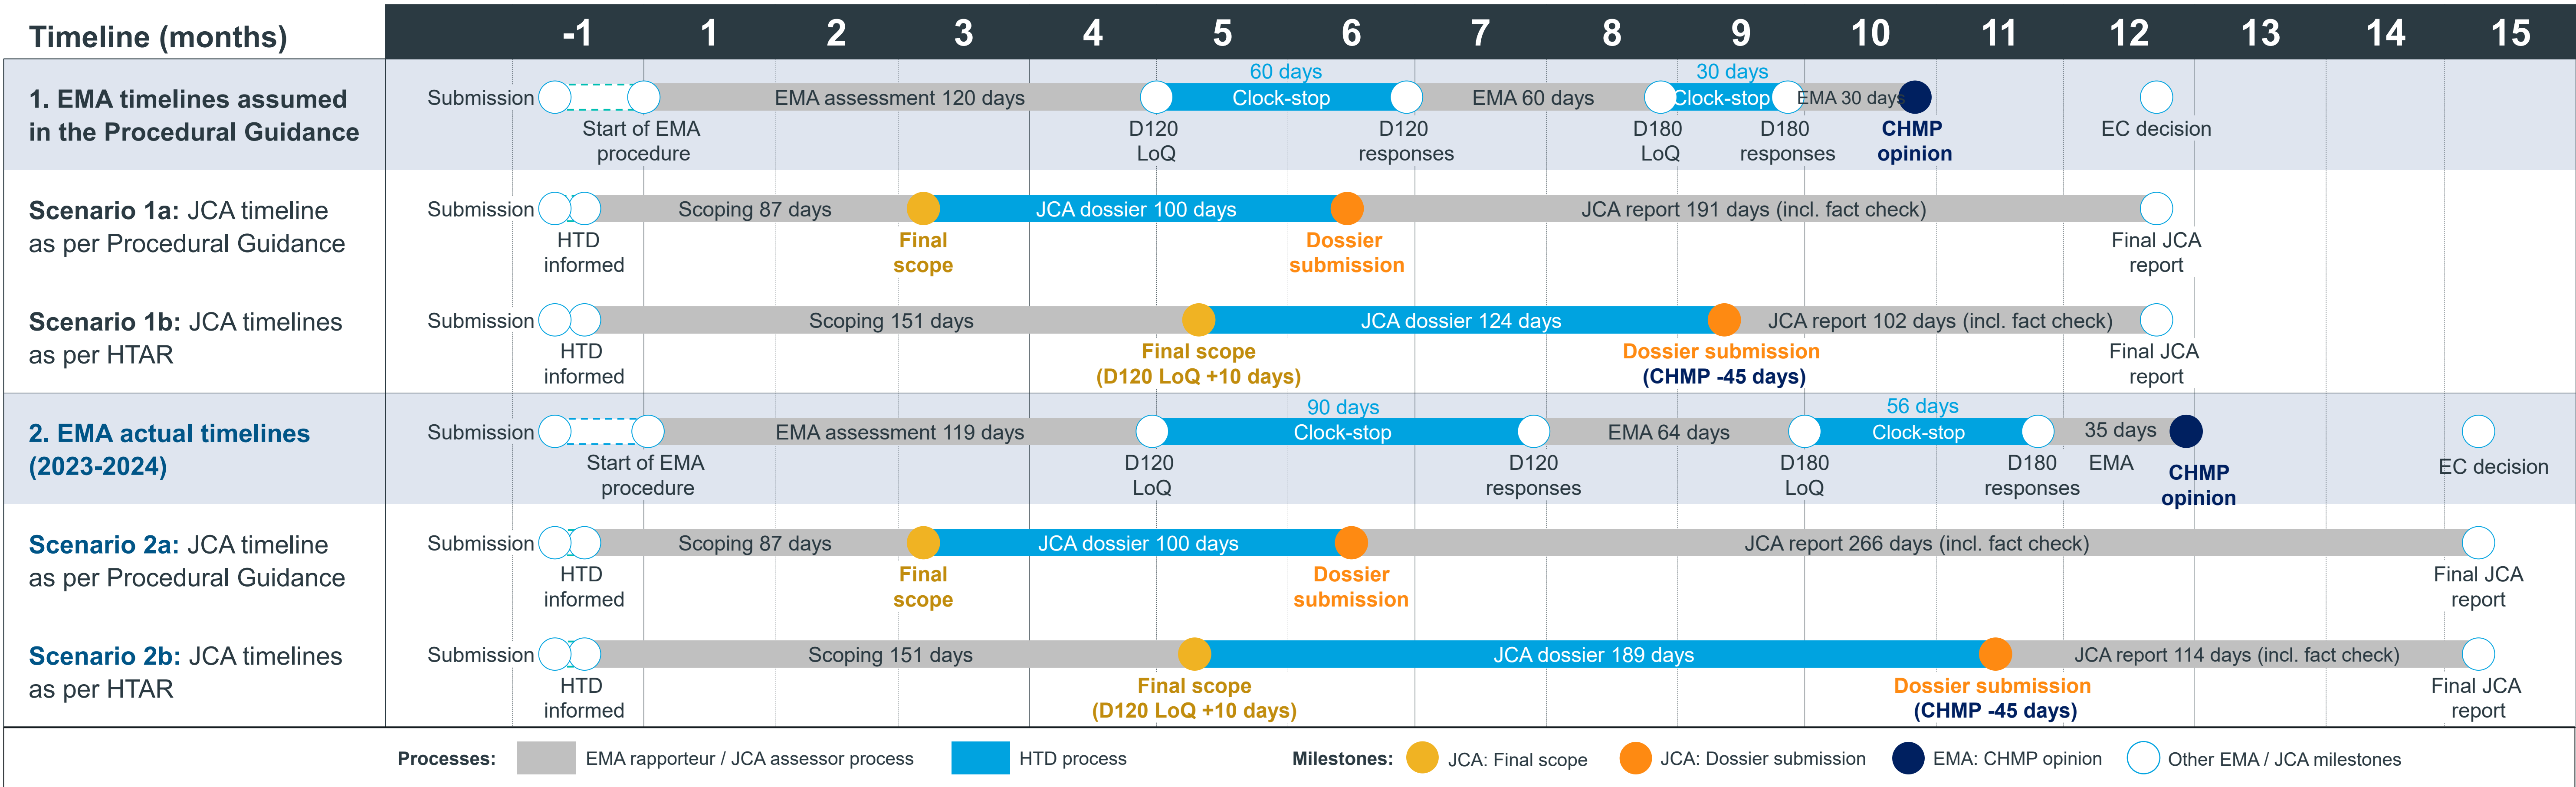 Timeline (months)
-1 1 2 3 4 5 6 7 8 9 10 11 12 13 14 15
1. EMA timelines assumed
in the Procedural Guidance
60 days
30 days
Submission
EMA assessment 120 days
Clock-stop
EMA 60 days
Clock-stop
EMA 30 days
Start of EMA
procedure
D120
LoQ
D120
responses
D180
LoQ
D180
responses
CHMP
opinion
EC decision
Scenario 1a: JCA timeline
as per Procedural Guidance
Submission
Scoping 87 days
JCA dossier 100 days
JCA report 191 days (incl. fact check)
HTD
informed
Final
scope
Dossier
submission
Final JCA
report
Scenario 1b: JCA timelines
as per HTAR
Submission
Scoping 151 days
JCA dossier 124 days
JCA report 102 days (incl. fact check)
HTD
informed
Final scope
(D120 LoQ +10 days)
Dossier submission
(CHMP -45 days)
Final JCA
report
2. EMA actual timelines
(2023-2024)
90 days
56 days
Submission
EMA assessment 119 days
Clock-stop
EMA 64 days
Clock-stop
35 days
EMA
Start of EMA
procedure
D120
LoQ
D120
responses
D180
LoQ
D180
responses
CHMP
opinion
EC decision
Scenario 2a: JCA timeline
as per Procedural Guidance
Submission
Scoping 87 days
JCA dossier 100 days
JCA report 266 days (incl. fact check)
HTD
informed
Final
scope
Dossier
submission
Final JCA
report
Scenario 2b: JCA timelines
as per HTAR
Submission
Scoping 151 days
JCA dossier 189 days
JCA report 114 days (incl. fact check)
HTD
informed
Final scope
(D120 LoQ +10 days)
Dossier submission
(CHMP -45 days)
Final JCA
report
Processes: EMA rapporteur / JCA assessor process HTD process Milestones: JCA: Final scope JCA: Dossier submission EMA: CHMP opinion Other EMA / JCA milestones